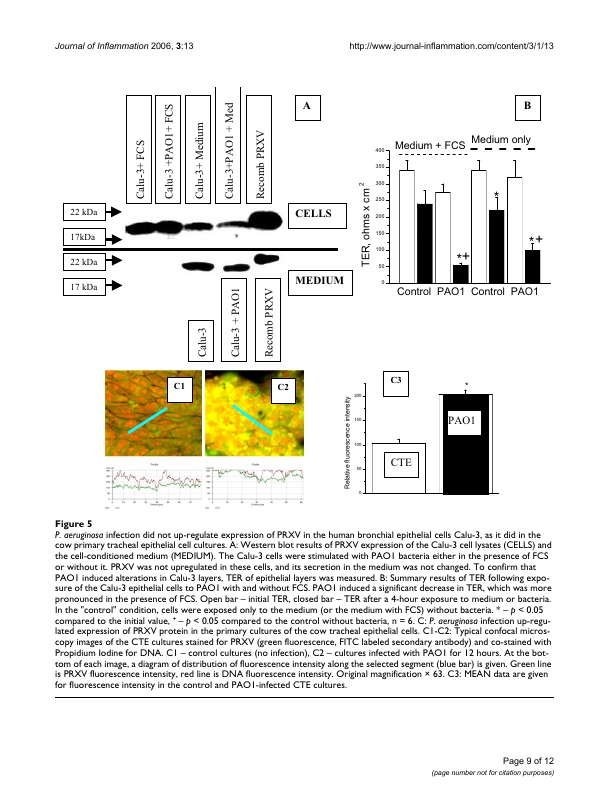 Journal of Inflammation 2006, 3:13 http://www.journal-inflammation.com/content/3/1/13
A
B
Calu-3+ FCS
Calu-3 +PAO1+ FCS
Calu-3+ Medium
Calu-3+PAO1 + Med
Recomb PRXV
22 kDa
17kDa
CELLS
22 kDa
17 kDa
MEDIUM
Calu-3
Calu-3 + PAO1
Recomb PRXV
Medium + FCS Medium only
TER, ohms x cm 2
400
350
300
250
200
150
100
50
0
*
*+
*+
Control PAO1 Control PAO1
C1
C2
C3
Relative fluorescence intensity
200
150
100
50
0
*
CTE
PAO1
Figure 5
P. aeruginosa infection did not up-regulate expression of PRXV in the human bronchial epithelial cells Calu-3, as it did in the
cow primary tracheal epithelial cell cultures. A: Western blot results of PRXV expression of the Calu-3 cell lysates (CELLS) and
the cell-conditioned medium (MEDIUM). The Calu-3 cells were stimulated with PAO1 bacteria either in the presence of FCS
or without it. PRXV was not upregulated in these cells, and its secretion in the medium was not changed. To confirm that
PAO1 induced alterations in Calu-3 layers, TER of epithelial layers was measured. B: Summary results of TER following expo-
sure of the Calu-3 epithelial cells to PAO1 with and without FCS. PAO1 induced a significant decrease in TER, which was more
pronounced in the presence of FCS. Open bar – initial TER, closed bar – TER after a 4-hour exposure to medium or bacteria.
In the "control" condition, cells were exposed only to the medium (or the medium with FCS) without bacteria. * – p < 0.05
compared to the initial value, + – p < 0.05 compared to the control without bacteria, n = 6. C: P. aeruginosa infection up-regu-
lated expression of PRXV protein in the primary cultures of the cow tracheal epithelial cells. C1-C2: Typical confocal micros-
copy images of the CTE cultures stained for PRXV (green fluorescence, FITC labeled secondary antibody) and co-stained with
Propidium Iodine for DNA. C1 – control cultures (no infection), C2 – cultures infected with PAO1 for 12 hours. At the bot-
tom of each image, a diagram of distribution of fluorescence intensity along the selected segment (blue bar) is given. Green line
is PRXV fluorescence intensity, red line is DNA fluorescence intensity. Original magnification × 63. C3: MEAN data are given
for fluorescence intensity in the control and PAO1-infected CTE cultures.
Page 9 of 12
(page number not for citation purposes)